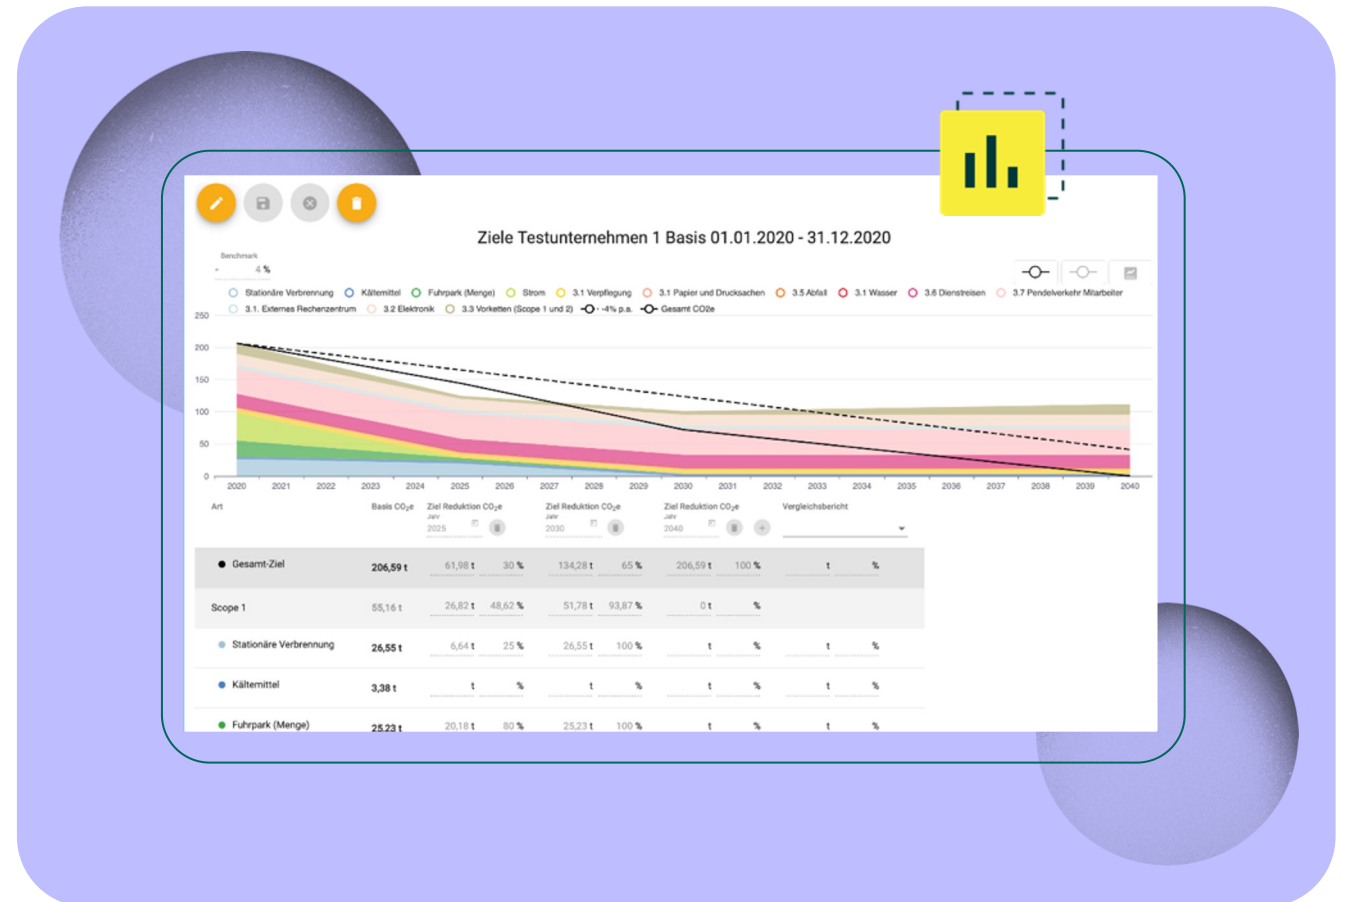 Ziele Testunternehmen 1 Basis 01.01.2020 - 31.12.2020
Benchmark
- 4 %
Stationäre Verbrennung Kältemittel Fuhrpark (Menge) Strom 3.1 Verpflegung 3.1 Papier und Drucksachen 3.5 Abfall 3.1 Wasser 3.6 Dienstreisen 3.7 Pendelverkehr Mitarbeiter
3.1. Externes Rechenzentrum 3.2 Elektronik 3.3 Vorketten (Scope 1 und 2) -4% p.a. Gesamt CO2e
250
200
150
100
50
0
2020 2021 2022 2023 2024 2025 2026 2027 2028 2029 2030 2031 2032 2033 2034 2035 2036 2037 2038 2039 2040
Art Basis CO₂e Ziel Reduktion CO₂e Ziel Reduktion CO₂e Ziel Reduktion CO₂e Vergleichsbericht
Jahr Jahr Jahr
2025 2030 2040
Gesamt-Ziel 206,59 t 61,98 t 30 % 134,28 t 65 % 206,59 t 100 % t %
Scope 1 55,16 t 26,82 t 48,62 % 51,78 t 93,87 % 0 t %
Stationäre Verbrennung 26,55 t 6,64 t 25 % 26,55 t 100 % t % t %
Kältemittel 3,38 t t % t % t % t %
Fuhrpark (Menge) 25,23 t 20,18 t 80 % 25,23 t 100 % t % t %